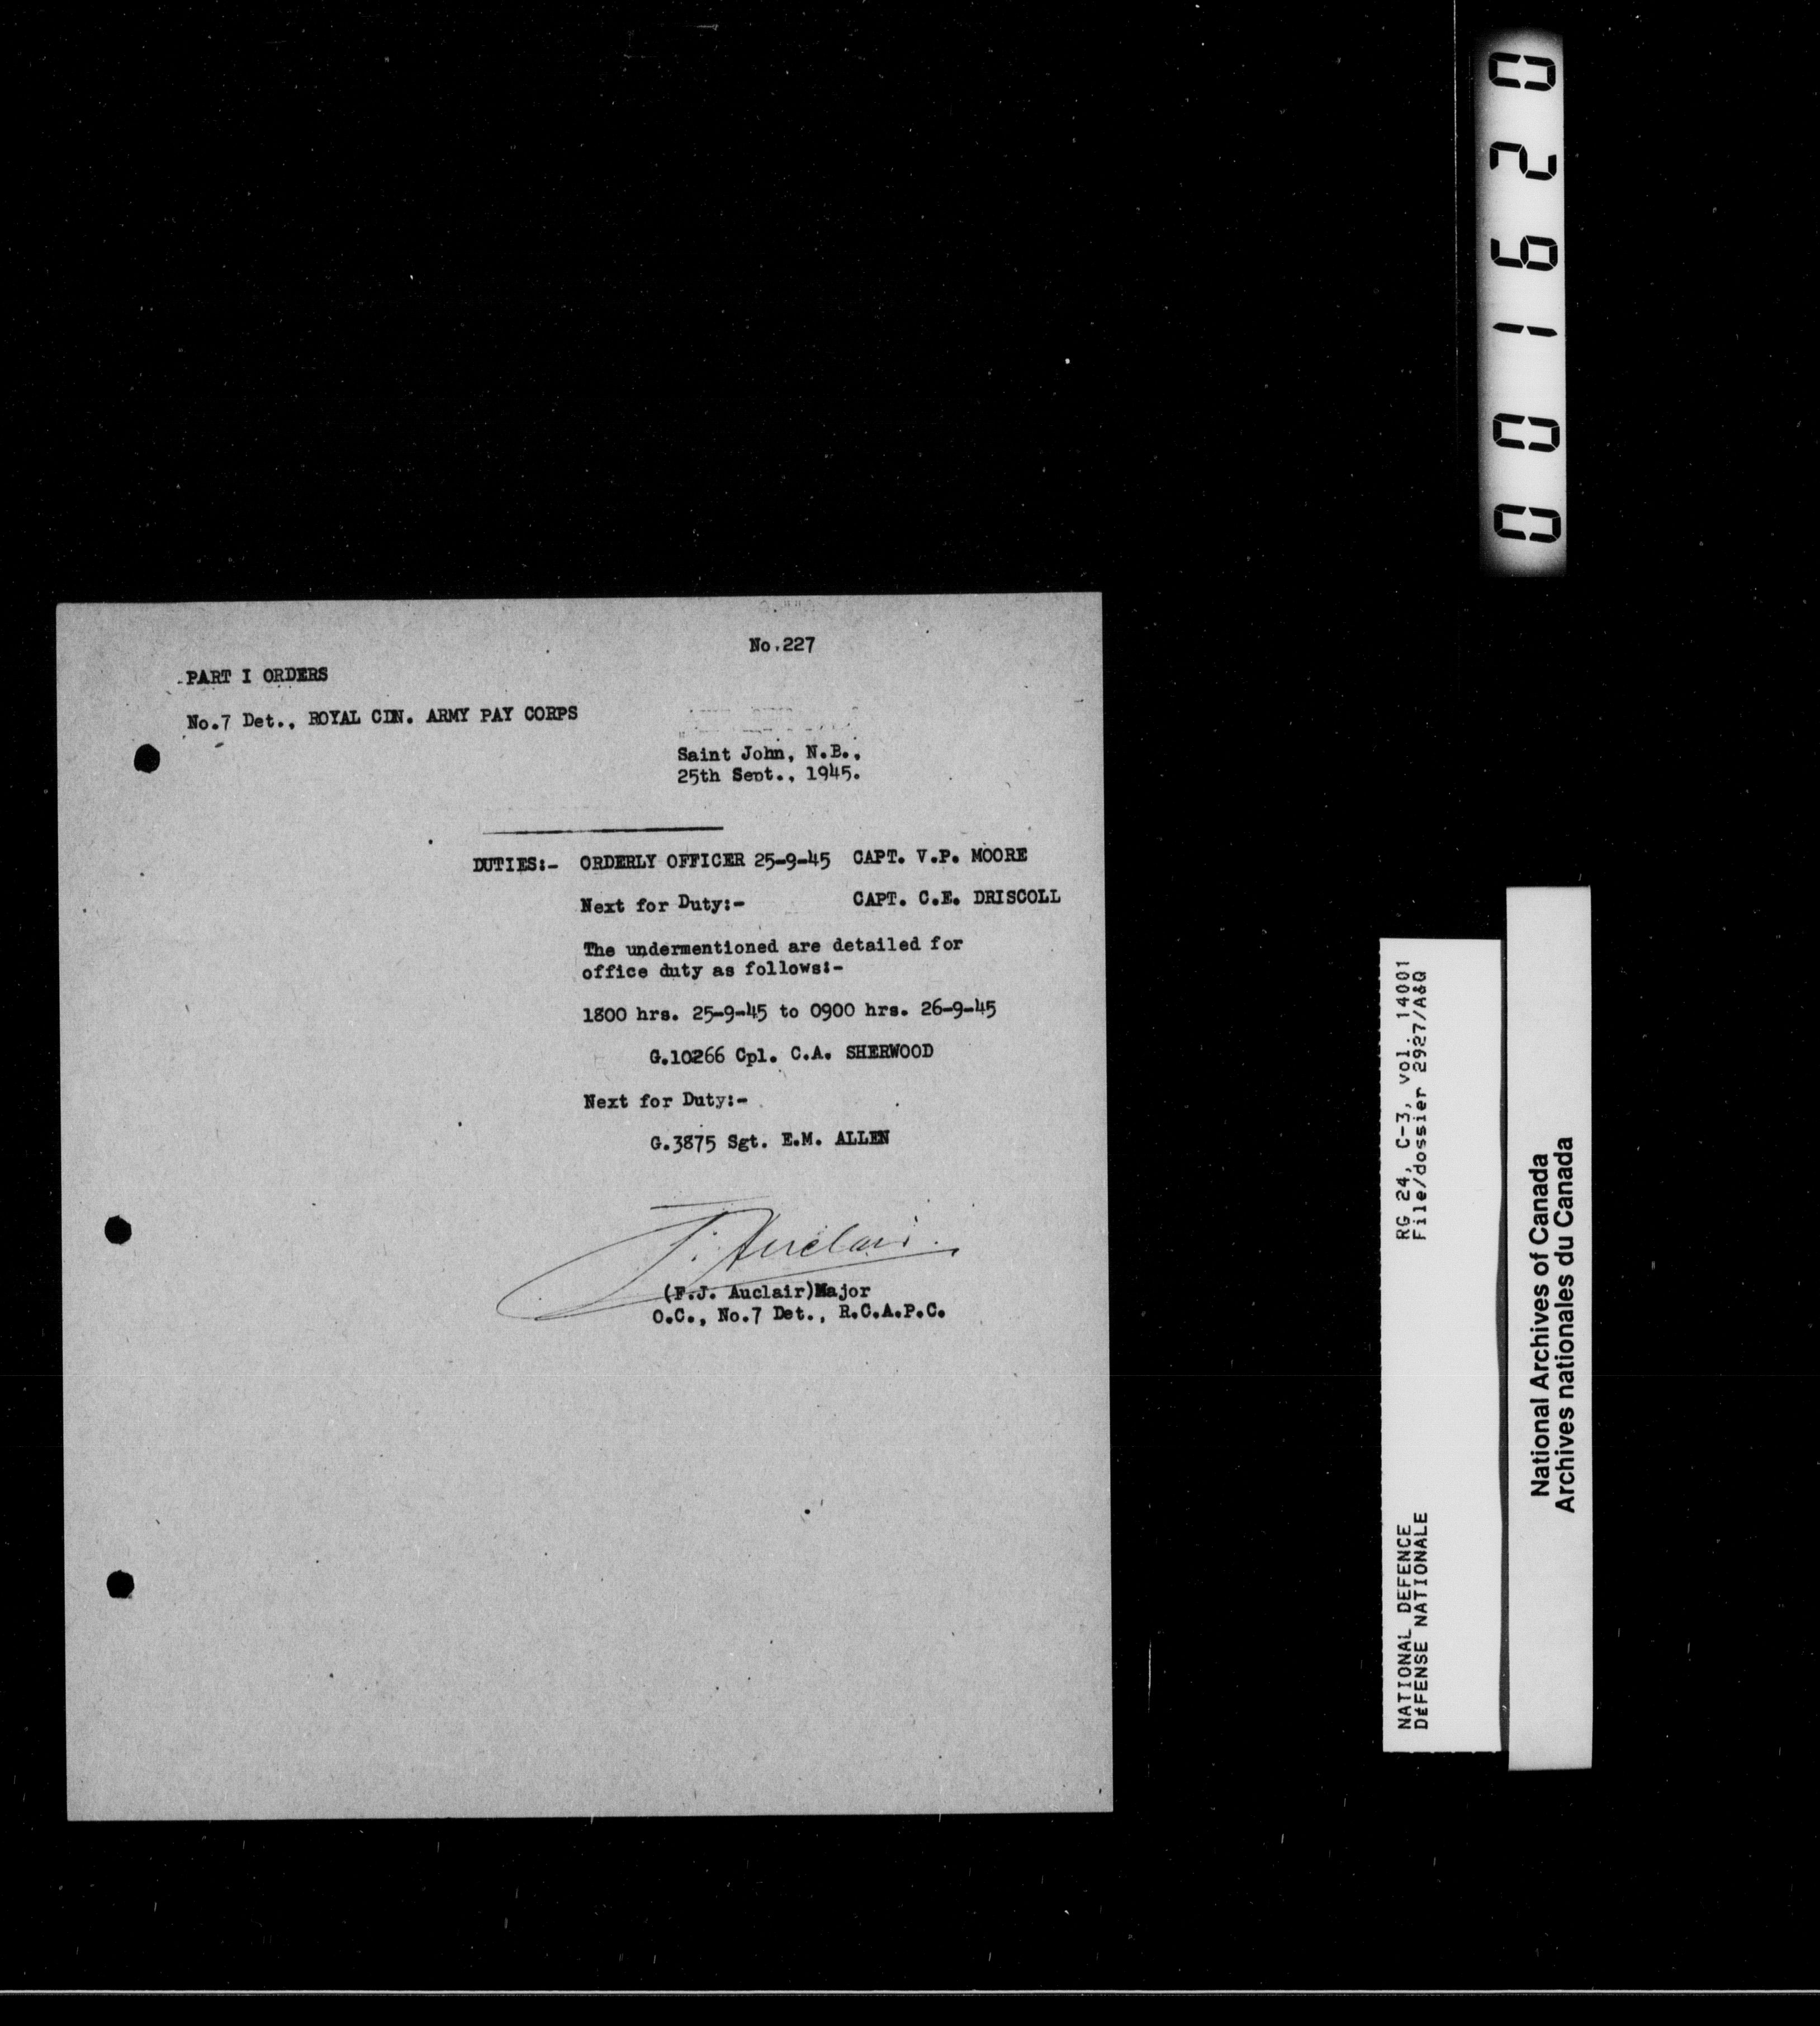 No.227
PART I ORDERS
No.7 Det., ROYAL CDN. ARMY PAY CORPS
Saint John, N.B.,
25th Sept., 1945.
DUTIES:- ORDERLY OFFICER 25-9-45 CAPT. V.P. MOORE
Next for Duty:- CAPT. C.E. DRISCOLL
The undermentioned are detailed for
office duty as follows:-
1800 hrs. 25-9-45 to 0900 hrs. 26-9-45
G.10266 Cpl. C.A. SHERWOOD
Next for Duty:-
G.3875 Sgt. E.M. ALLEN
F. Auclair.
(F.J. Auclair)Major
O.C., No.7 Det., R.C.A.P.C.
001620
NATIONAL DEFENCE RG 24, C-3, vol. 14001
DÉFENSE NATIONALE File/dossier 2927/A&Q
National Archives of Canada
Archives nationales du Canada